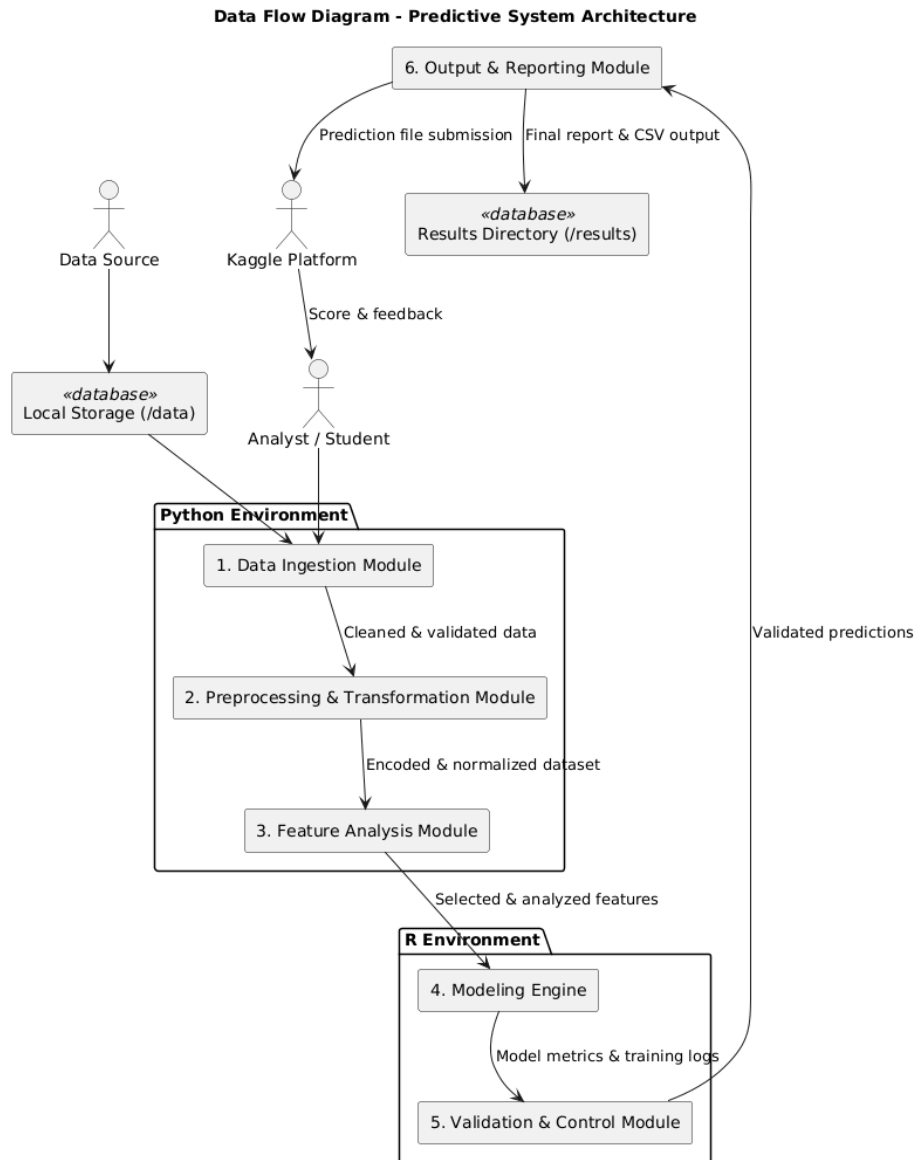 Data Flow Diagram - Predictive System Architecture
6. Output & Reporting Module
Prediction file submission
Final report & CSV output
«database»
Results Directory (/results)
Data Source
Kaggle Platform
Score & feedback
«database»
Local Storage (/data)
Analyst / Student
Python Environment
1. Data Ingestion Module
Cleaned & validated data
Validated predictions
2. Preprocessing & Transformation Module
Encoded & normalized dataset
3. Feature Analysis Module
Selected & analyzed features
R Environment
4. Modeling Engine
Model metrics & training logs
5. Validation & Control Module